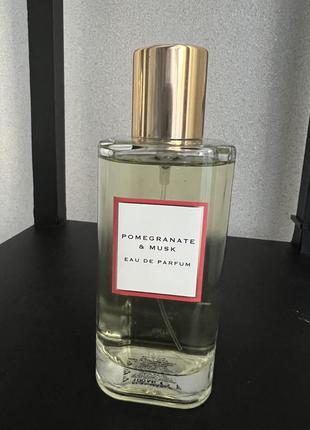 POMEGRANATE
& MUSK
EAU DE PARFUM